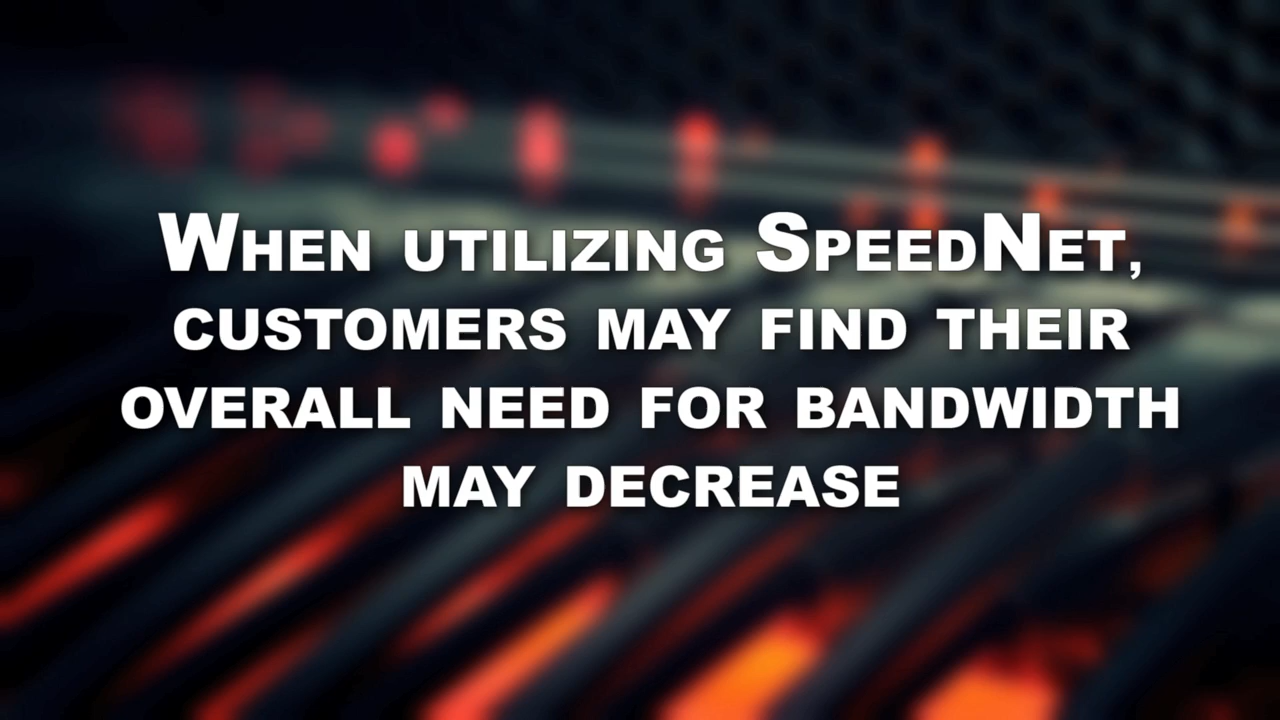 When utilizing SpeedNet,
customers may find their
overall need for bandwidth
may decrease